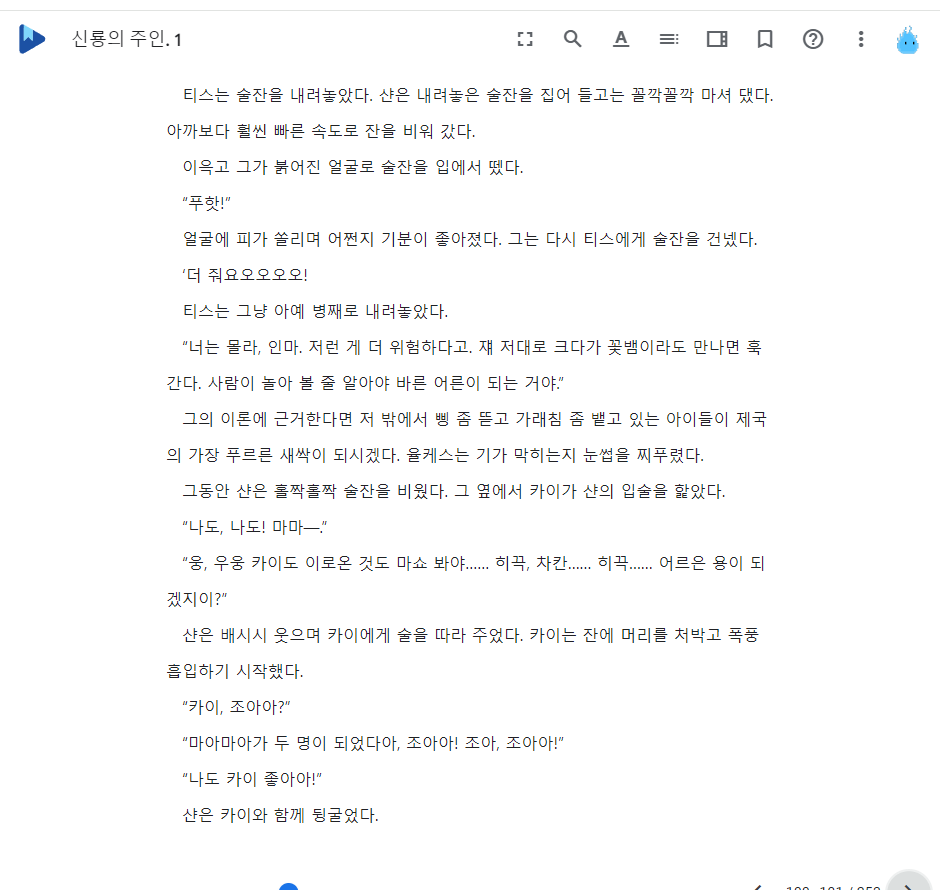 신룡의 주인. 1
티스는 술잔을 내려놓았다. 샨은 내려놓은 술잔을 집어 들고는 꼴깍꼴깍 마셔 댔다.
아까보다 훨씬 빠른 속도로 잔을 비워 갔다.
이윽고 그가 붉어진 얼굴로 술잔을 입에서 뗐다.
“푸핫!”
얼굴에 피가 쏠리며 어쩐지 기분이 좋아졌다. 그는 다시 티스에게 술잔을 건넸다.
‘더 줘요오오오오!
티스는 그냥 아예 병째로 내려놓았다.
“너는 몰라, 인마. 저런 게 더 위험하다고. 쟤 저대로 크다가 꽃뱀이라도 만나면 훅
간다. 사람이 놀아 볼 줄 알아야 바른 어른이 되는 거야.”
그의 이론에 근거한다면 저 밖에서 삥 좀 뜯고 가래침 좀 뱉고 있는 아이들이 제국
의 가장 푸르른 새싹이 되시겠다. 율케스는 기가 막히는지 눈썹을 찌푸렸다.
그동안 샨은 홀짝홀짝 술잔을 비웠다. 그 옆에서 카이가 샨의 입술을 핥았다.
“나도, 나도! 마마―.”
“웅, 우웅 카이도 이로온 것도 마쇼 봐야…… 히끅, 차칸…… 히끅…… 어르은 용이 되
겠지이?”
샨은 배시시 웃으며 카이에게 술을 따라 주었다. 카이는 잔에 머리를 처박고 폭풍
흡입하기 시작했다.
“카이, 조아아?”
“마아마아가 두 명이 되었다아, 조아아! 조아, 조아아!”
“나도 카이 좋아아!”
샨은 카이와 함께 뒹굴었다.